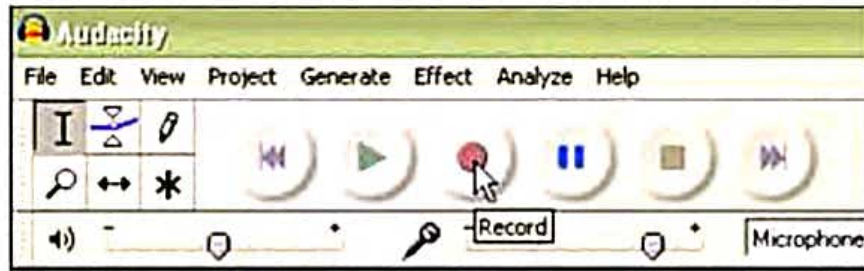 Audacity
File Edit View Project Generate Effect Analyze Help
Record
Microphone